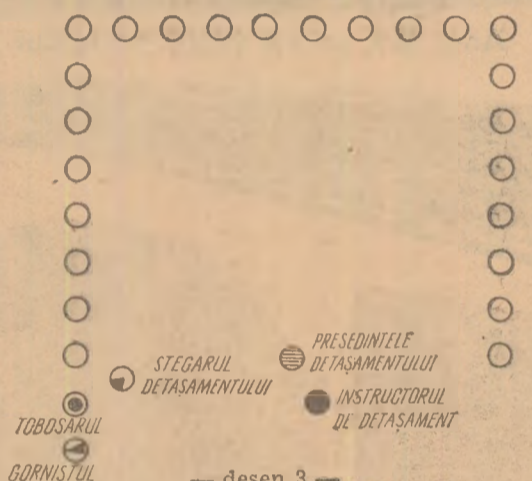 PRESEDINTELE
DETAȘAMENTULUI
STEGARUL
DETAȘAMENTULUI
INSTRUCTORUL
DE DETAȘAMENT
TOBOSARUL
GORNISTUL
— desen 3 —